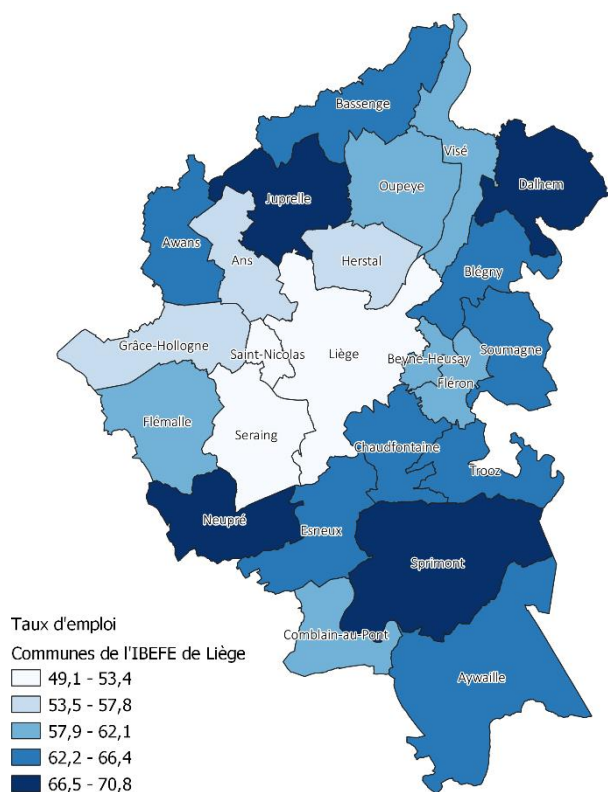 Bassenge
Visé
Dalhem
Oupeye
Juprelle
Awans
Ans
Herstal
Blégny
Grâce-Hollogne
Saint-Nicolas
Liège
Beyne-Heusay
Soumagne
Fléron
Flémalle
Seraing
Chaudfontaine
Trooz
Neupré
Esneux
Sprimont
Comblain-au-Pont
Aywaille
Taux d'emploi
Communes de l'IBEFE de Liège
49,1 - 53,4
53,5 - 57,8
57,9 - 62,1
62,2 - 66,4
66,5 - 70,8